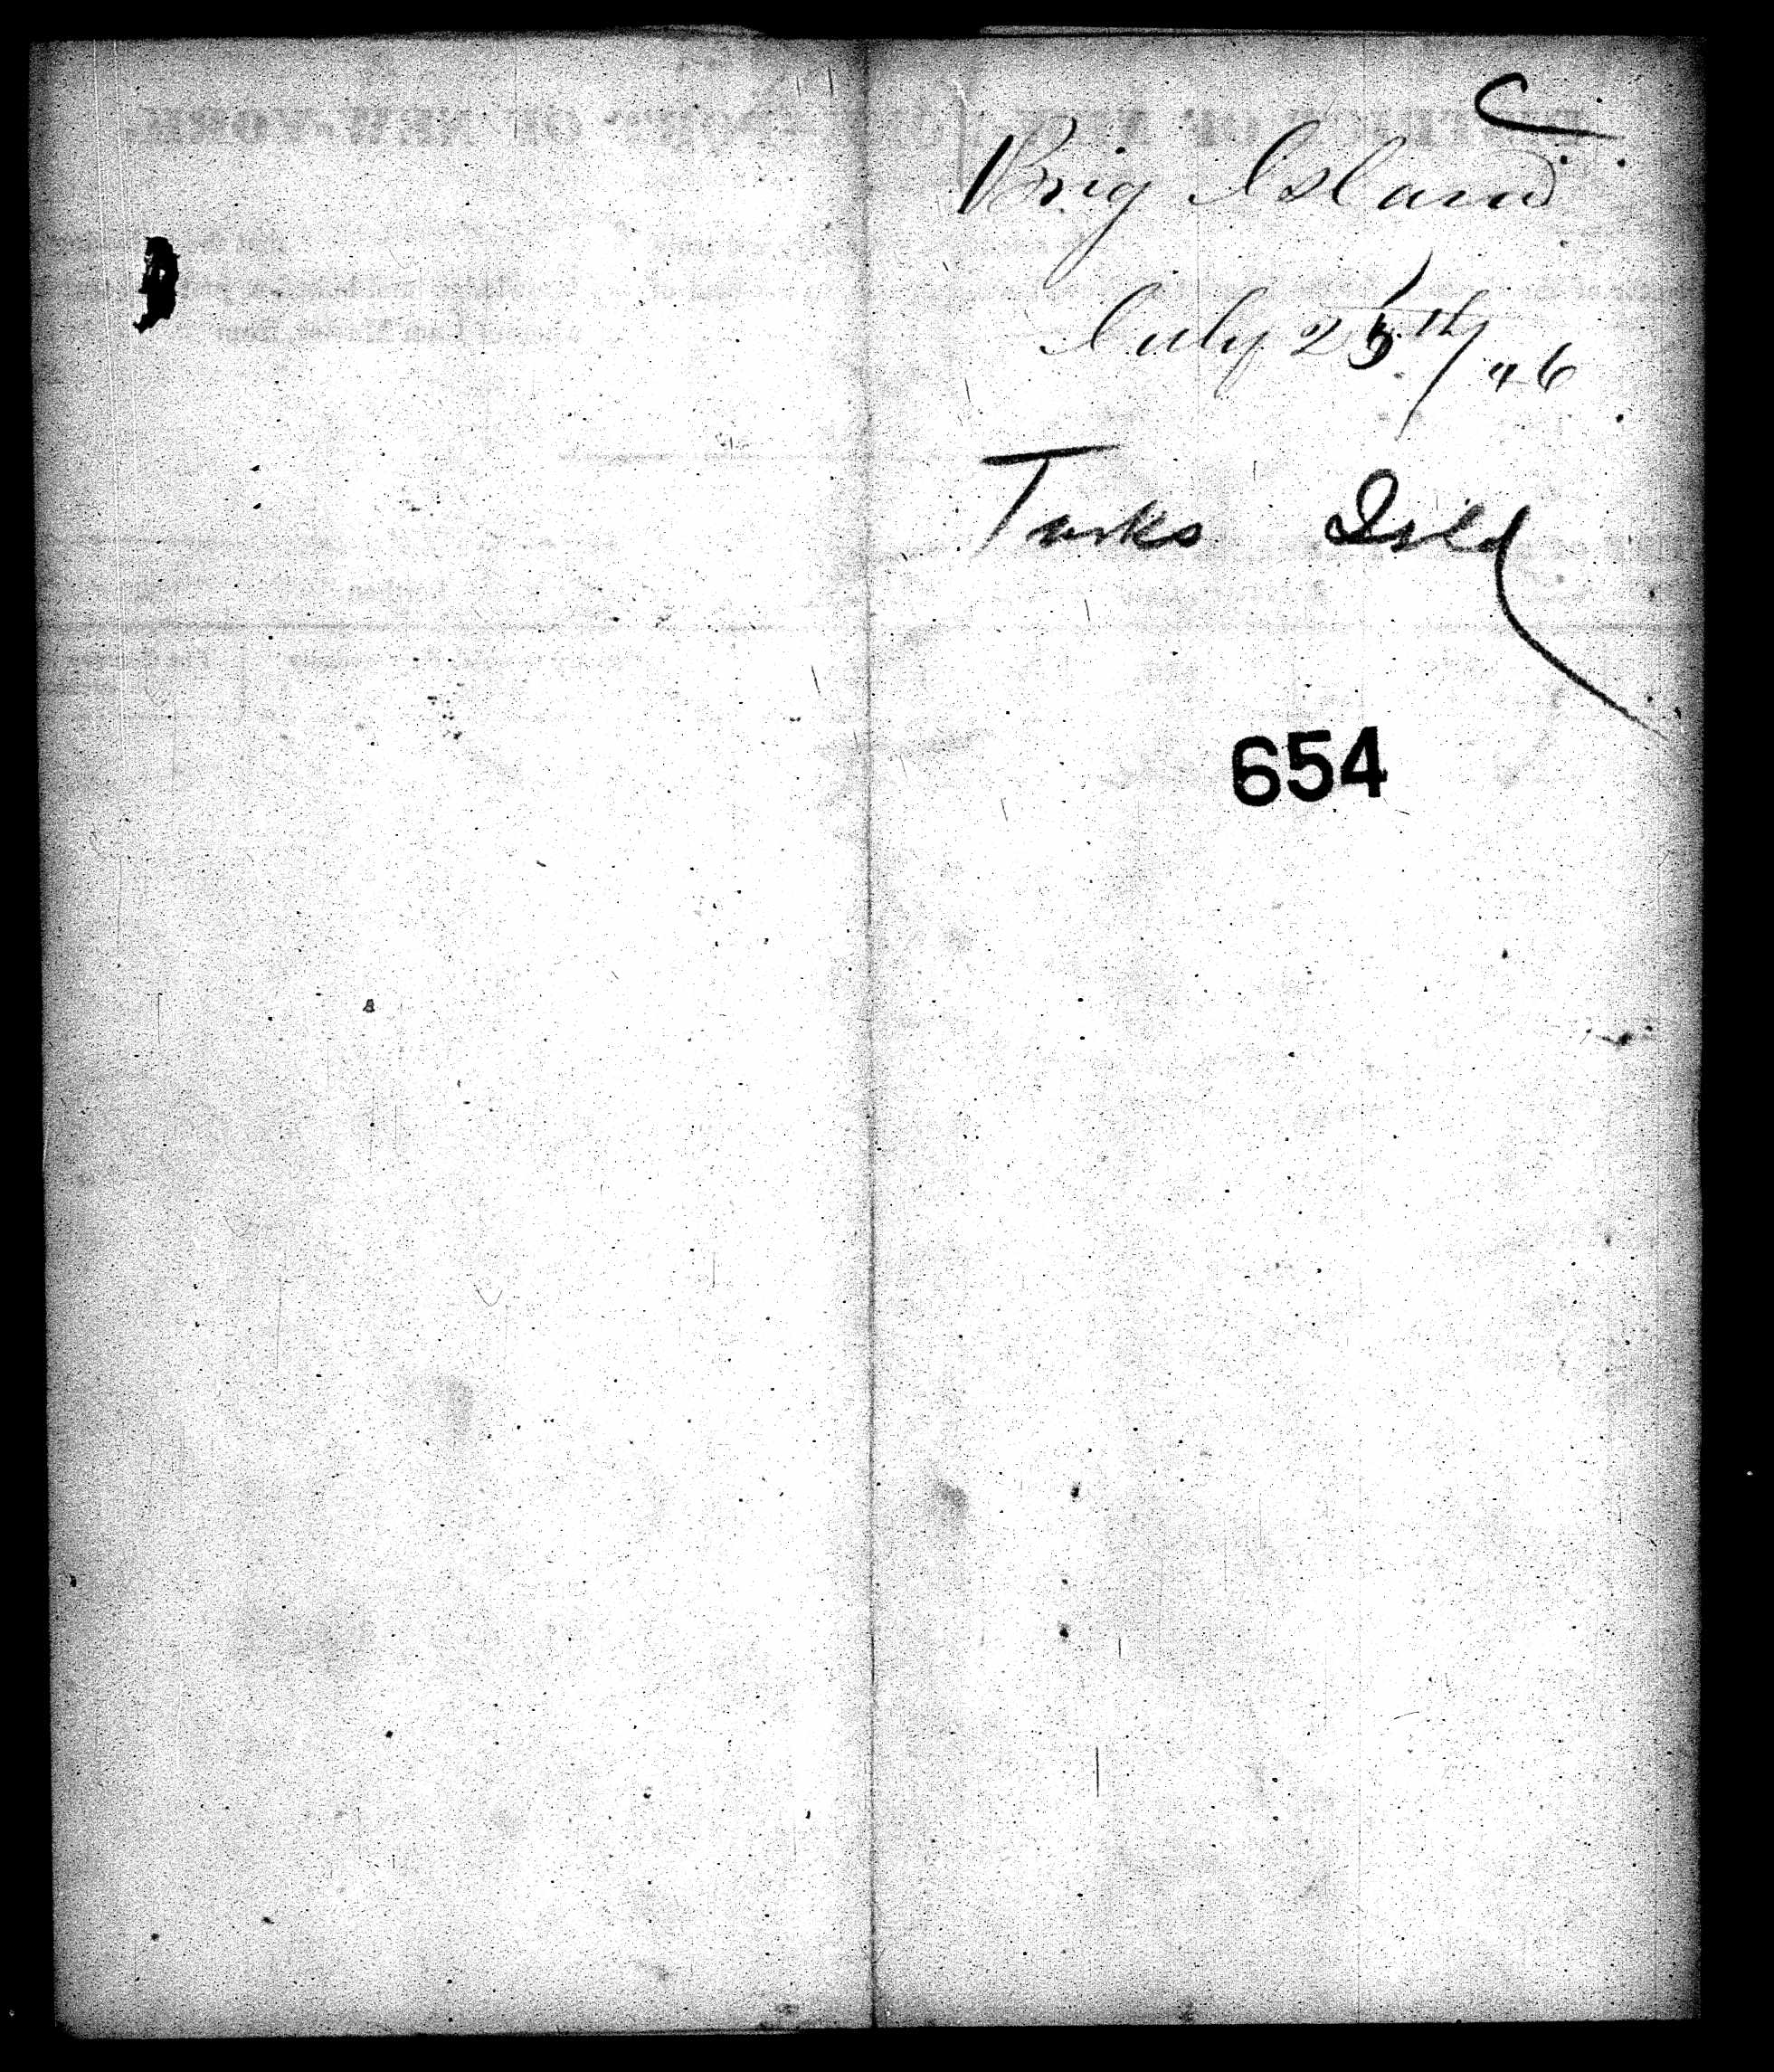 C
Brig Island
July 25th/46
Turks Isld
654